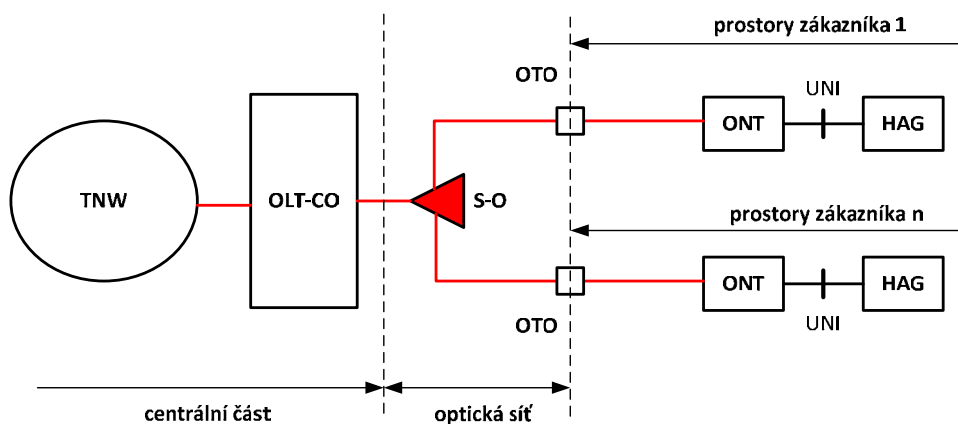 prostory zákazníka 1
OTO
UNI
ONT
HAG
TNW
OLT-CO
S-O
prostory zákazníka n
ONT
HAG
OTO
UNI
centrální část
optická síť